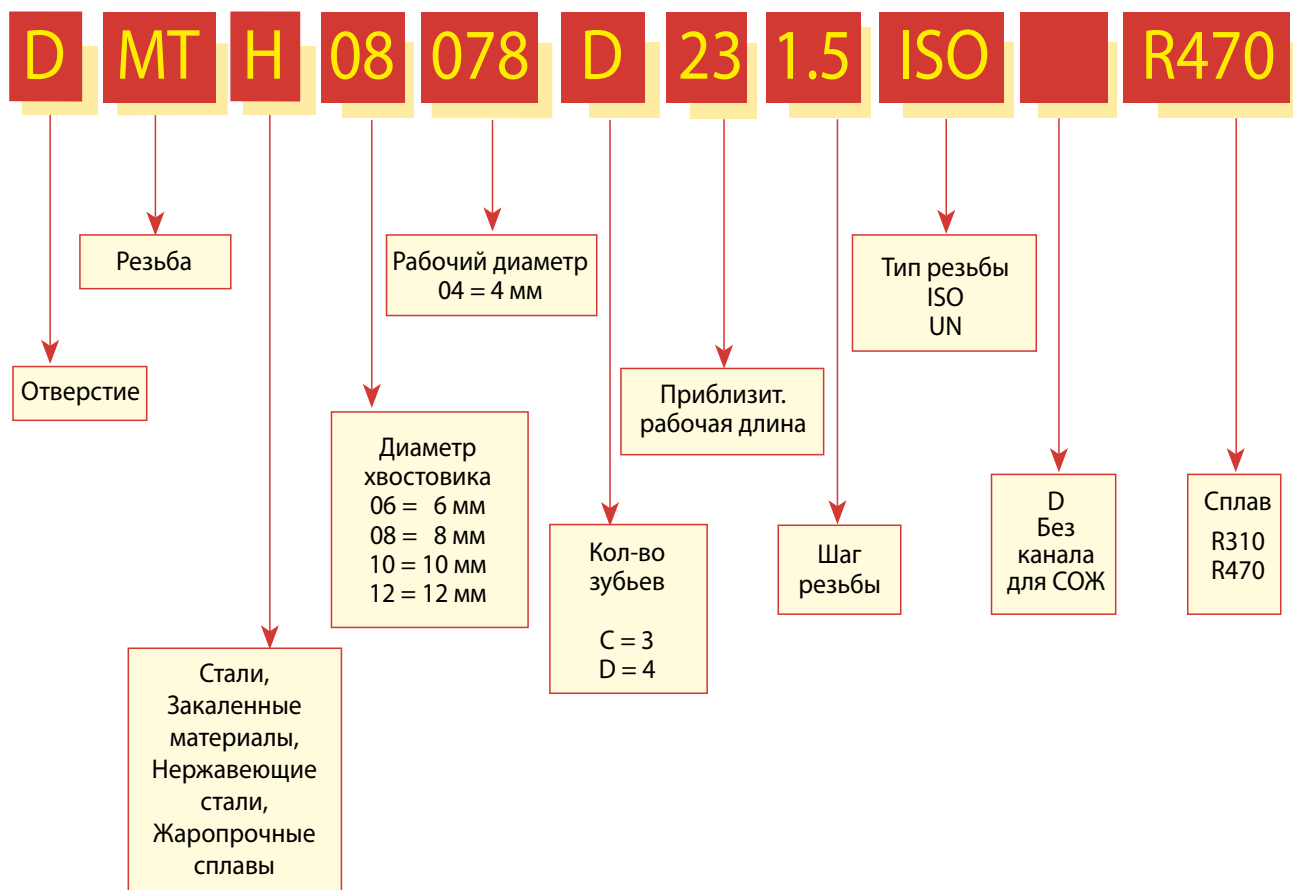 D MT H 08 078 D 23 1.5 ISO R470
Отверстие
Резьба
Стали,
Закаленные
материалы,
Нержавеющие
стали,
Жаропрочные
сплавы
Диаметр
хвостовика
06 = 6 мм
08 = 8 мм
10 = 10 мм
12 = 12 мм
Рабочий диаметр
04 = 4 мм
Кол-во
зубьев
C = 3
D = 4
Приблизит.
рабочая длина
Шаг
резьбы
Тип резьбы
ISO
UN
D
Без
канала
для СОЖ
Сплав
R310
R470